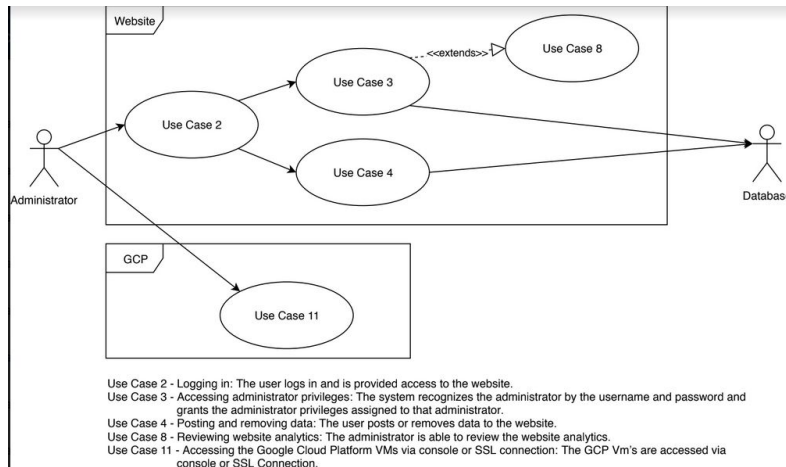 Website
<<extends>>
Use Case 8
Use Case 3
Use Case 2
Use Case 4
Administrator
Database
GCP
Use Case 11
Use Case 2 - Logging in: The user logs in and is provided access to the website.
Use Case 3 - Accessing administrator privileges: The system recognizes the administrator by the username and password and
grants the administrator privileges assigned to that administrator.
Use Case 4 - Posting and removing data: The user posts or removes data to the website.
Use Case 8 - Reviewing website analytics: The administrator is able to review the website analytics.
Use Case 11 - Accessing the Google Cloud Platform VMs via console or SSL connection: The GCP Vm's are accessed via
console or SSL Connection.